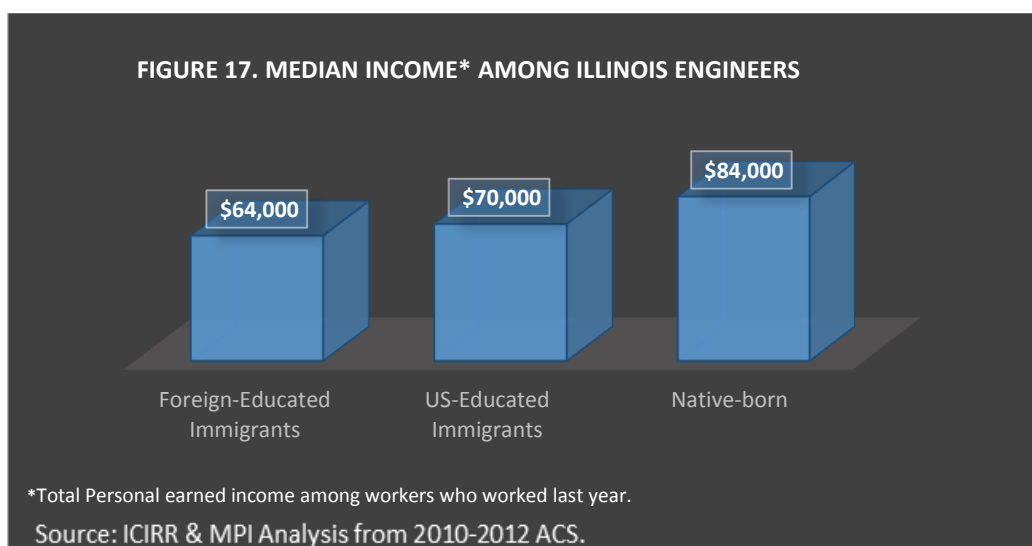 FIGURE 17. MEDIAN INCOME* AMONG ILLINOIS ENGINEERS
$64,000
$70,000
$84,000
Foreign-Educated
Immigrants
US-Educated
Immigrants
Native-born
*Total Personal earned income among workers who worked last year.
Source: ICIRR & MPI Analysis from 2010-2012 ACS.